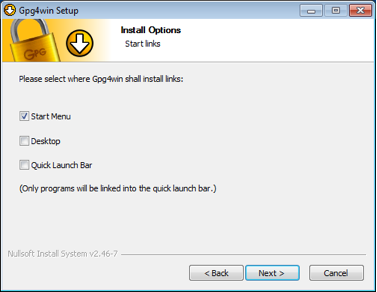 Gpg4win Setup
Install Options
Start links
GPG
Please select where Gpg4win shall install links:
Start Menu
Desktop
Quick Launch Bar
(Only programs will be linked into the quick launch bar.)
Nullsoft Install System v2.46-7
< Back
Next >
Cancel